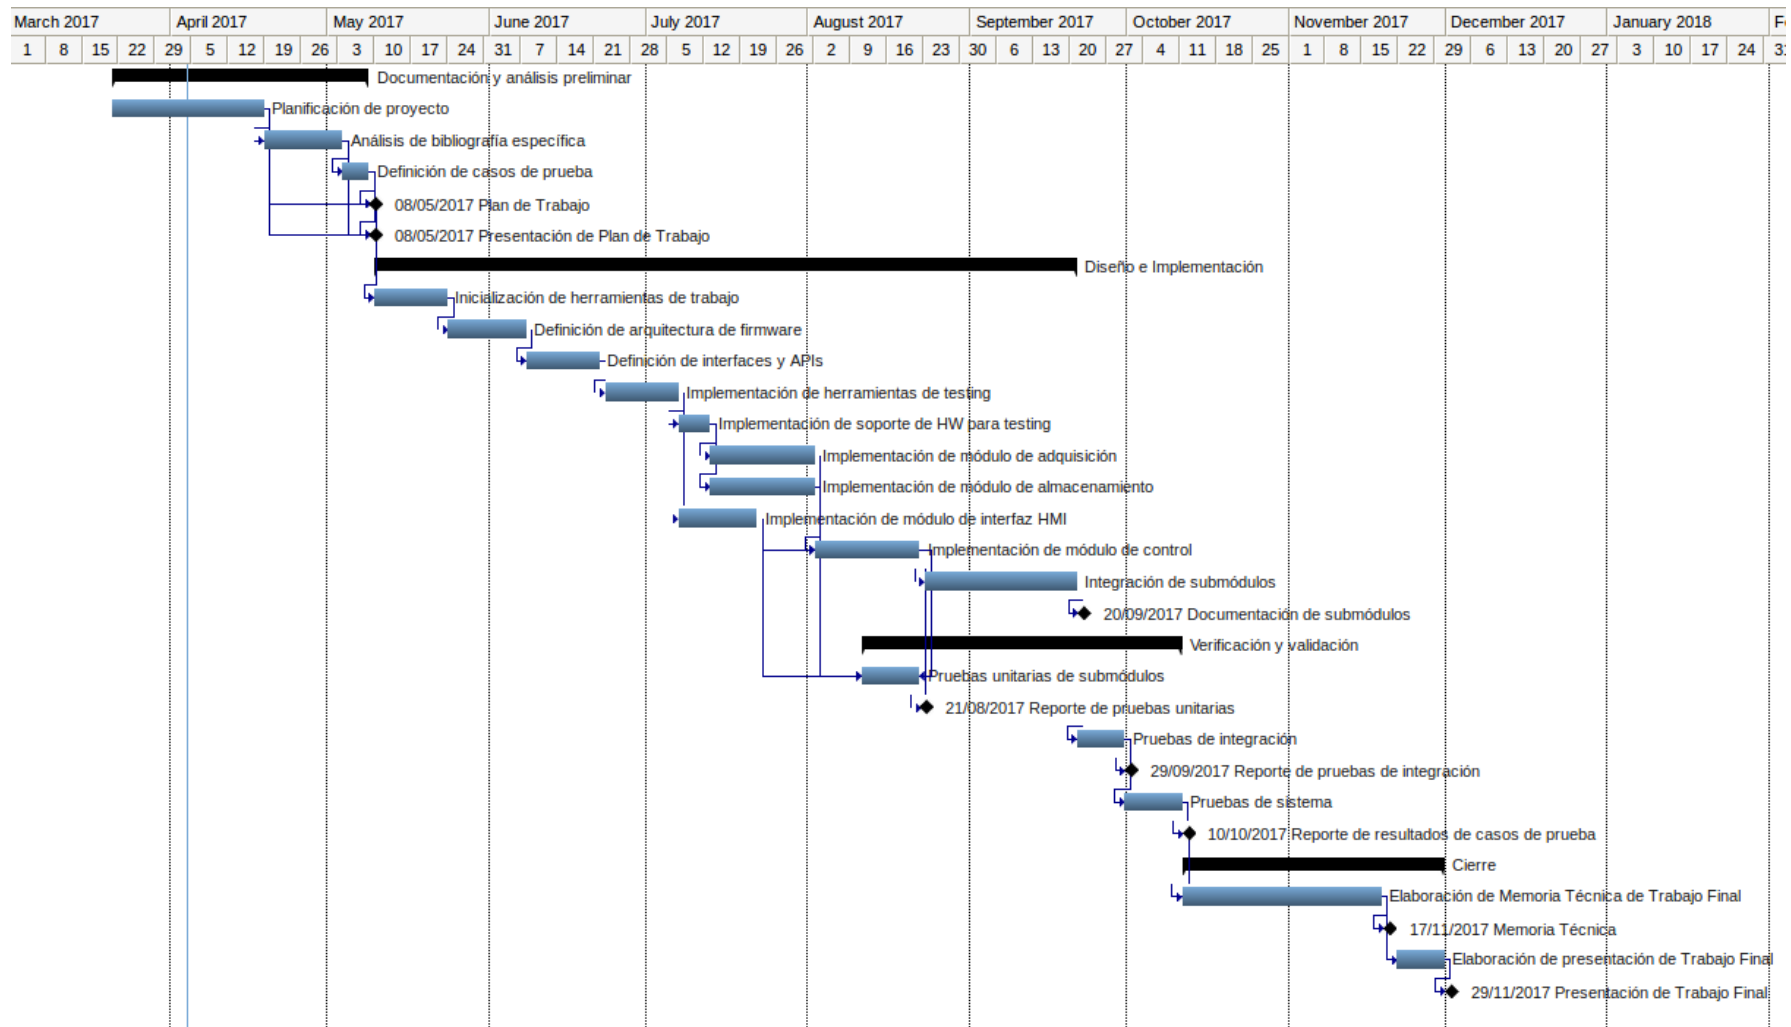 March 2017 April 2017 May 2017 June 2017 July 2017 August 2017 September 2017 October 2017 November 2017 December 2017 January 2018 Fe
1 8 15 22 29 5 12 19 26 3 10 17 24 31 7 14 21 28 5 12 19 26 2 9 16 23 30 6 13 20 27 4 11 18 25 1 8 15 22 29 6 13 20 27 3 10 17 24 31
Documentación y análisis preliminar
Planificación de proyecto
Análisis de bibliografía específica
Definición de casos de prueba
08/05/2017 Plan de Trabajo
08/05/2017 Presentación de Plan de Trabajo
Diseño e Implementación
Inicialización de herramientas de trabajo
Definición de arquitectura de firmware
Definición de interfaces y APIs
Implementación de herramientas de testing
Implementación de soporte de HW para testing
Implementación de módulo de adquisición
Implementación de módulo de almacenamiento
Implementación de módulo de interfaz HMI
Implementación de módulo de control
Integración de submódulos
20/09/2017 Documentación de submódulos
Verificación y validación
Pruebas unitarias de submódulos
21/08/2017 Reporte de pruebas unitarias
Pruebas de integración
29/09/2017 Reporte de pruebas de integración
Pruebas de sistema
10/10/2017 Reporte de resultados de casos de prueba
Cierre
Elaboración de Memoria Técnica de Trabajo Final
17/11/2017 Memoria Técnica
Elaboración de presentación de Trabajo Final
29/11/2017 Presentación de Trabajo Final